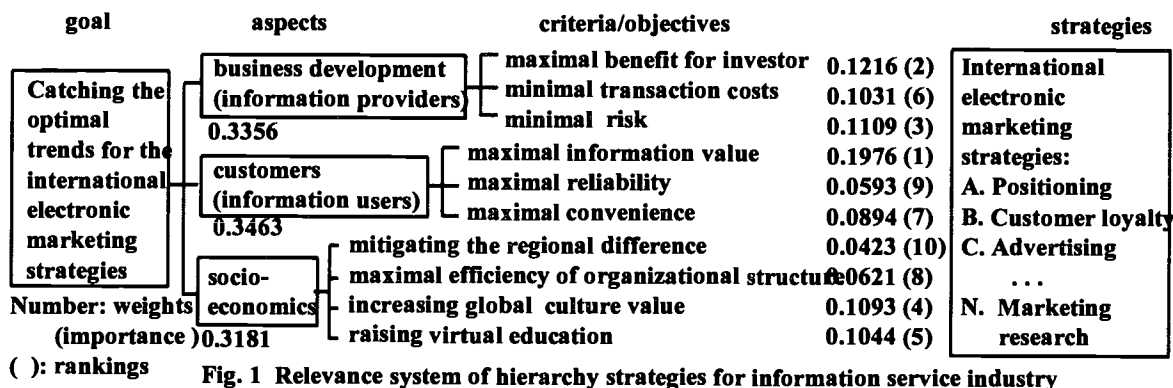 goal aspects criteria/objectives strategies
Catching the
optimal
trends for the
international
electronic
marketing
strategies
business development
(information providers)
0.3356
customers
(information users)
0.3463
socio-
economics
0.3181
maximal benefit for investor 0.1216 (2)
minimal transaction costs 0.1031 (6)
minimal risk 0.1109 (3)
maximal information value 0.1976 (1)
maximal reliability 0.0593 (9)
maximal convenience 0.0894 (7)
mitigating the regional difference 0.0423 (10)
maximal efficiency of organizational structure 0.0621 (8)
increasing global culture value 0.1093 (4)
raising virtual education 0.1044 (5)
International
electronic
marketing
strategies:
A. Positioning
B. Customer loyalty
C. Advertising
...
N. Marketing
research
Number: weights
(importance )
( ): rankings
Fig. 1 Relevance system of hierarchy strategies for information service industry